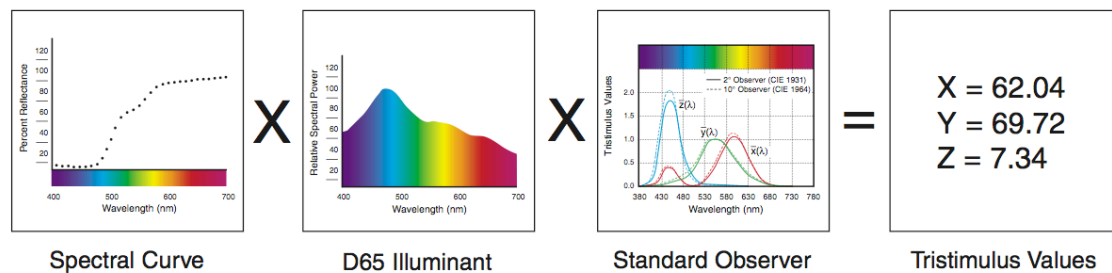 Percent Reflectance
120
100
80
60
40
20
400 500 600 700
Wavelength (nm)
Spectral Curve
X
Relative Spectral Power
120
100
80
60
40
20
400 500 600 700
Wavelength (nm)
D65 Illuminant
X
2° Observer (CIE 1931)
10° Observer (CIE 1964)
Tristimulus Values
2.0
1.5
1.0
0.5
0.0
z̄(λ)
ȳ(λ)
x̄(λ)
380 430 480 530 580 630 680 730 780
Wavelength (nm)
Standard Observer
=
X = 62.04
Y = 69.72
Z = 7.34
Tristimulus Values